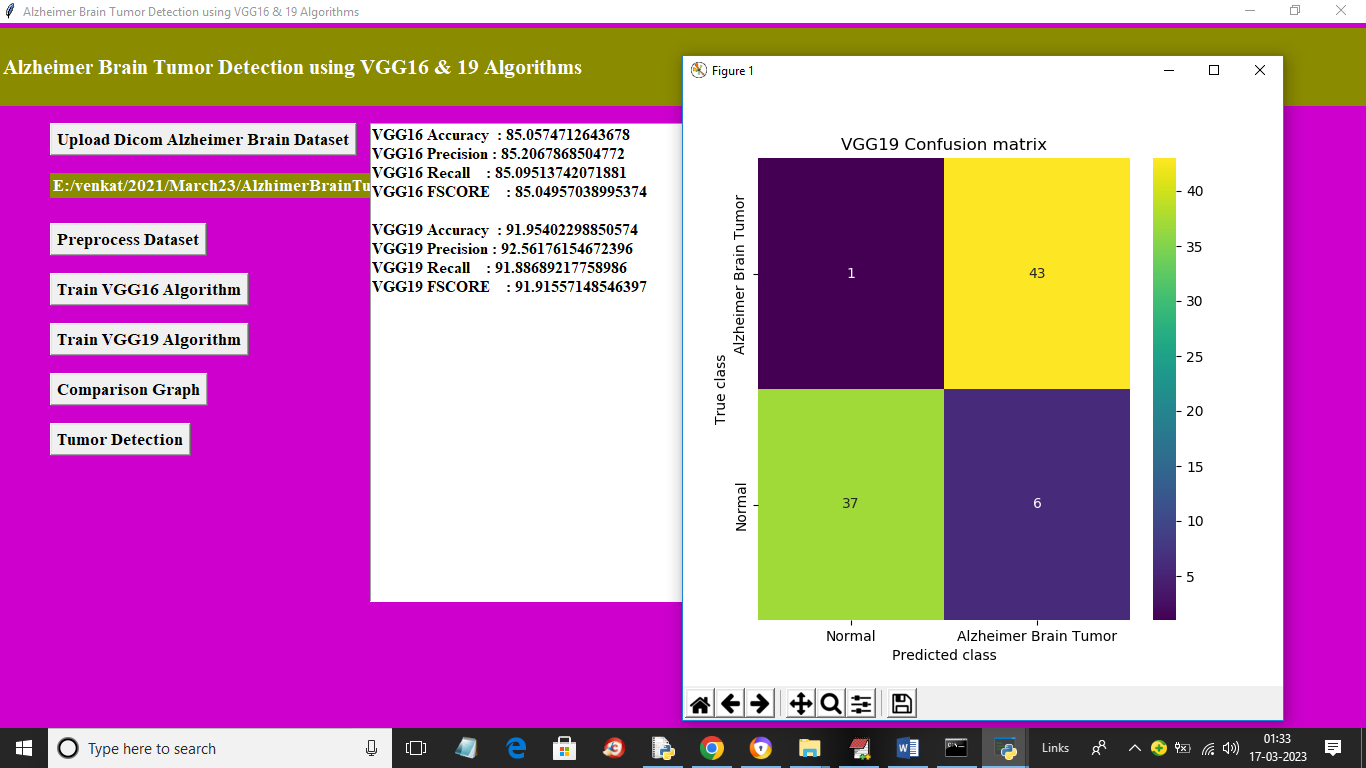 Alzheimer Brain Tumor Detection using VGG16 & 19 Algorithms
Alzheimer Brain Tumor Detection using VGG16 & 19 Algorithms
Upload Dicom Alzheimer Brain Dataset
E:/venkat/2021/March23/AlzhimerBrainTu
Preprocess Dataset
Train VGG16 Algorithm
Train VGG19 Algorithm
Comparison Graph
Tumor Detection
VGG16 Accuracy : 85.0574712643678
VGG16 Precision : 85.2067868504772
VGG16 Recall : 85.09513742071881
VGG16 FSCORE : 85.04957038995374
VGG19 Accuracy : 91.95402298850574
VGG19 Precision : 92.56176154672396
VGG19 Recall : 91.88689217758986
VGG19 FSCORE : 91.91557148546397
Figure 1
VGG19 Confusion matrix
True class
Alzheimer Brain Tumor
Normal
1
43
37
6
Normal
Alzheimer Brain Tumor
Predicted class
40
35
30
25
20
15
10
5
Type here to search
Links
01:33
17-03-2023